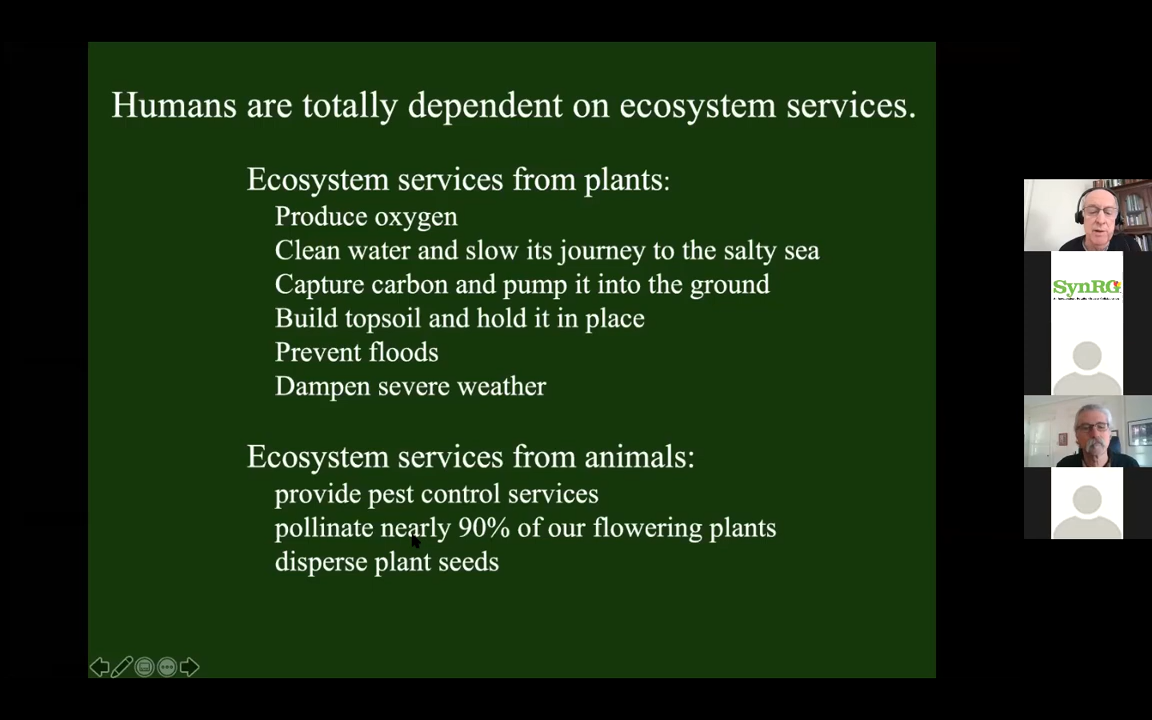 Humans are totally dependent on ecosystem services.
Ecosystem services from plants:
Produce oxygen
Clean water and slow its journey to the salty sea
Capture carbon and pump it into the ground
Build topsoil and hold it in place
Prevent floods
Dampen severe weather
Ecosystem services from animals:
provide pest control services
pollinate nearly 90% of our flowering plants
disperse plant seeds
SynRG